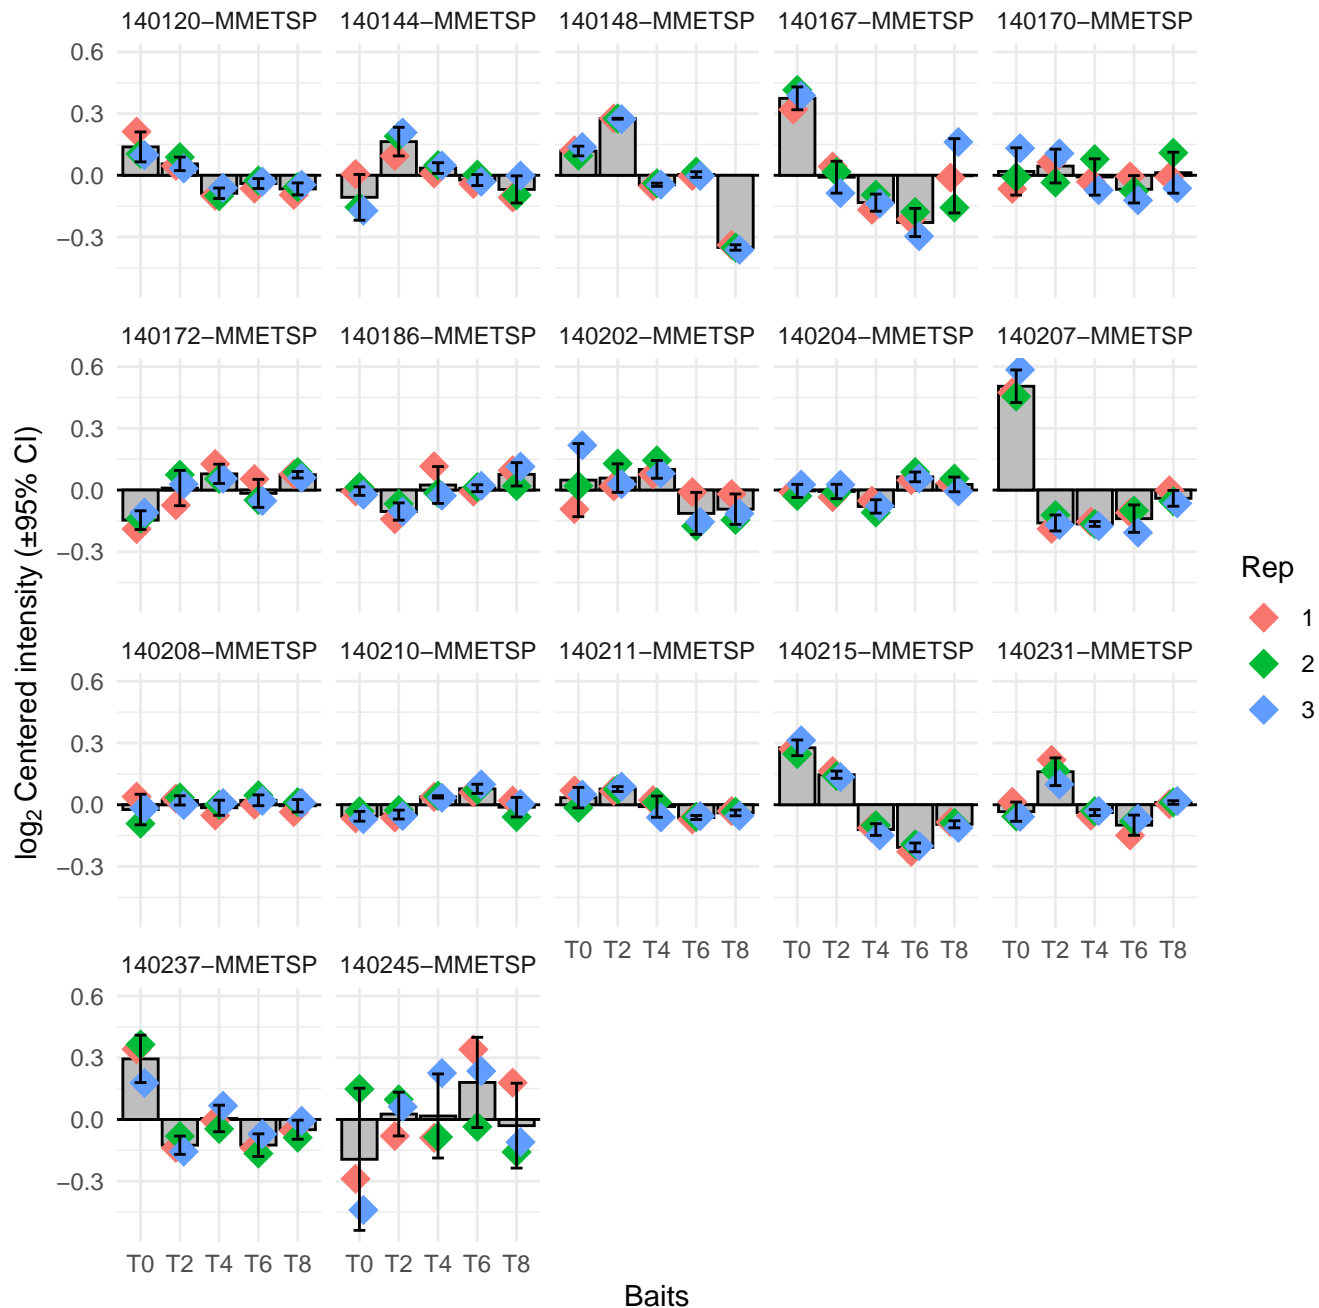 140120−MMETSP 140144−MMETSP 140148−MMETSP 140167−MMETSP 140170−MMETSP
0.6
0.3
0.0
−0.3
140172−MMETSP 140186−MMETSP 140202−MMETSP 140204−MMETSP 140207−MMETSP
0.6
0.3
0.0
−0.3
140208−MMETSP 140210−MMETSP 140211−MMETSP 140215−MMETSP 140231−MMETSP
0.6
0.3
0.0
−0.3
T0 T2 T4 T6 T8 T0 T2 T4 T6 T8 T0 T2 T4 T6 T8
140237−MMETSP 140245−MMETSP
0.6
0.3
0.0
−0.3
T0 T2 T4 T6 T8 T0 T2 T4 T6 T8
Baits
log2 Centered intensity (±95% CI)
Rep
1
2
3